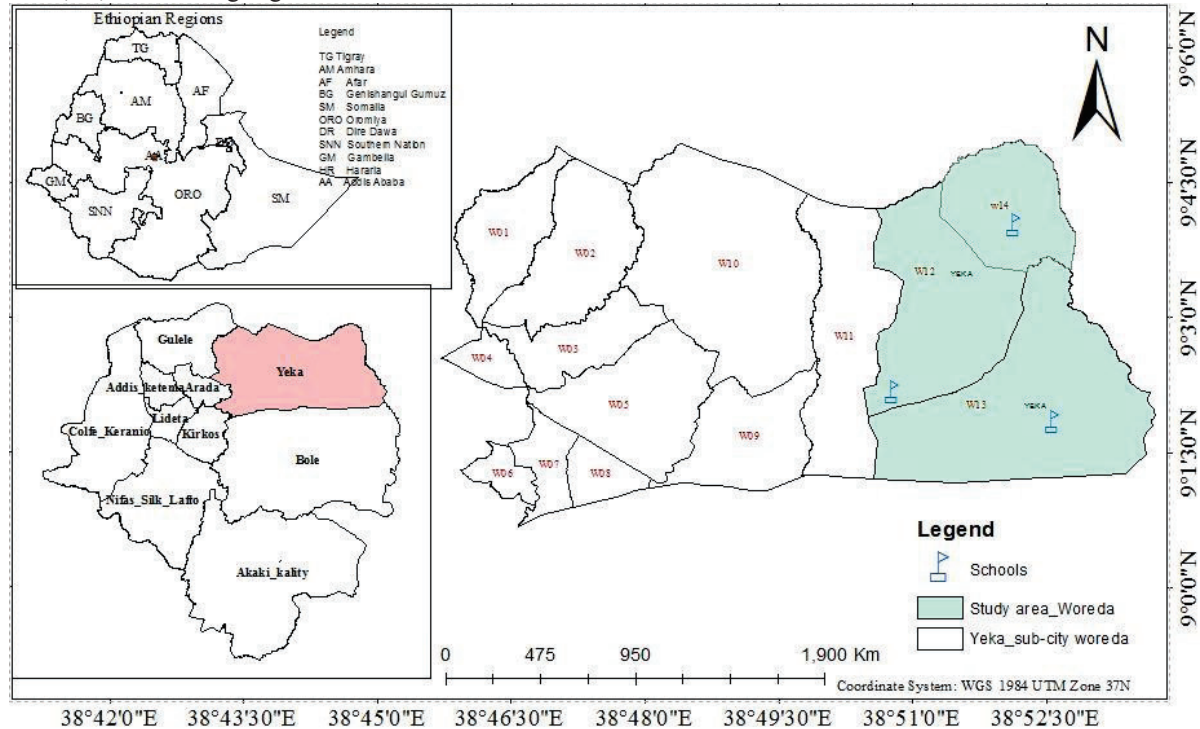 Ethiopian Regions
Legend
TG Tigray
AM Amhara
AF Afar
BG Genishangul Gumuz
SM Somalia
ORO Oromiya
DR Dire Dawa
SNN Southern Nation
GM Gambella
HR Hararia
AA Addis Ababa
TG
AM
AF
BG
AA
GM
ORO
SM
SNN
Gulele
Yeka
Addis_ketema
Arada
Lideta
Colfe_Keranio
Kirkos
Bole
Nifas_Silk_Lafto
Akaki_kality
N
W01
W02
W10
w14
W12
YEKA
W11
W03
W04
W05
W13
YEKA
W09
W06
W07
W08
Legend
Schools
Study area_Woreda
Yeka_sub-city woreda
0 475 950 1,900 Km
Coordinate System: WGS 1984 UTM Zone 37N
38°42'0"E 38°43'30"E 38°45'0"E 38°46'30"E 38°48'0"E 38°49'30"E 38°51'0"E 38°52'30"E
9°6'0"N
9°4'30"N
9°3'0"N
9°1'30"N
9°0'0"N